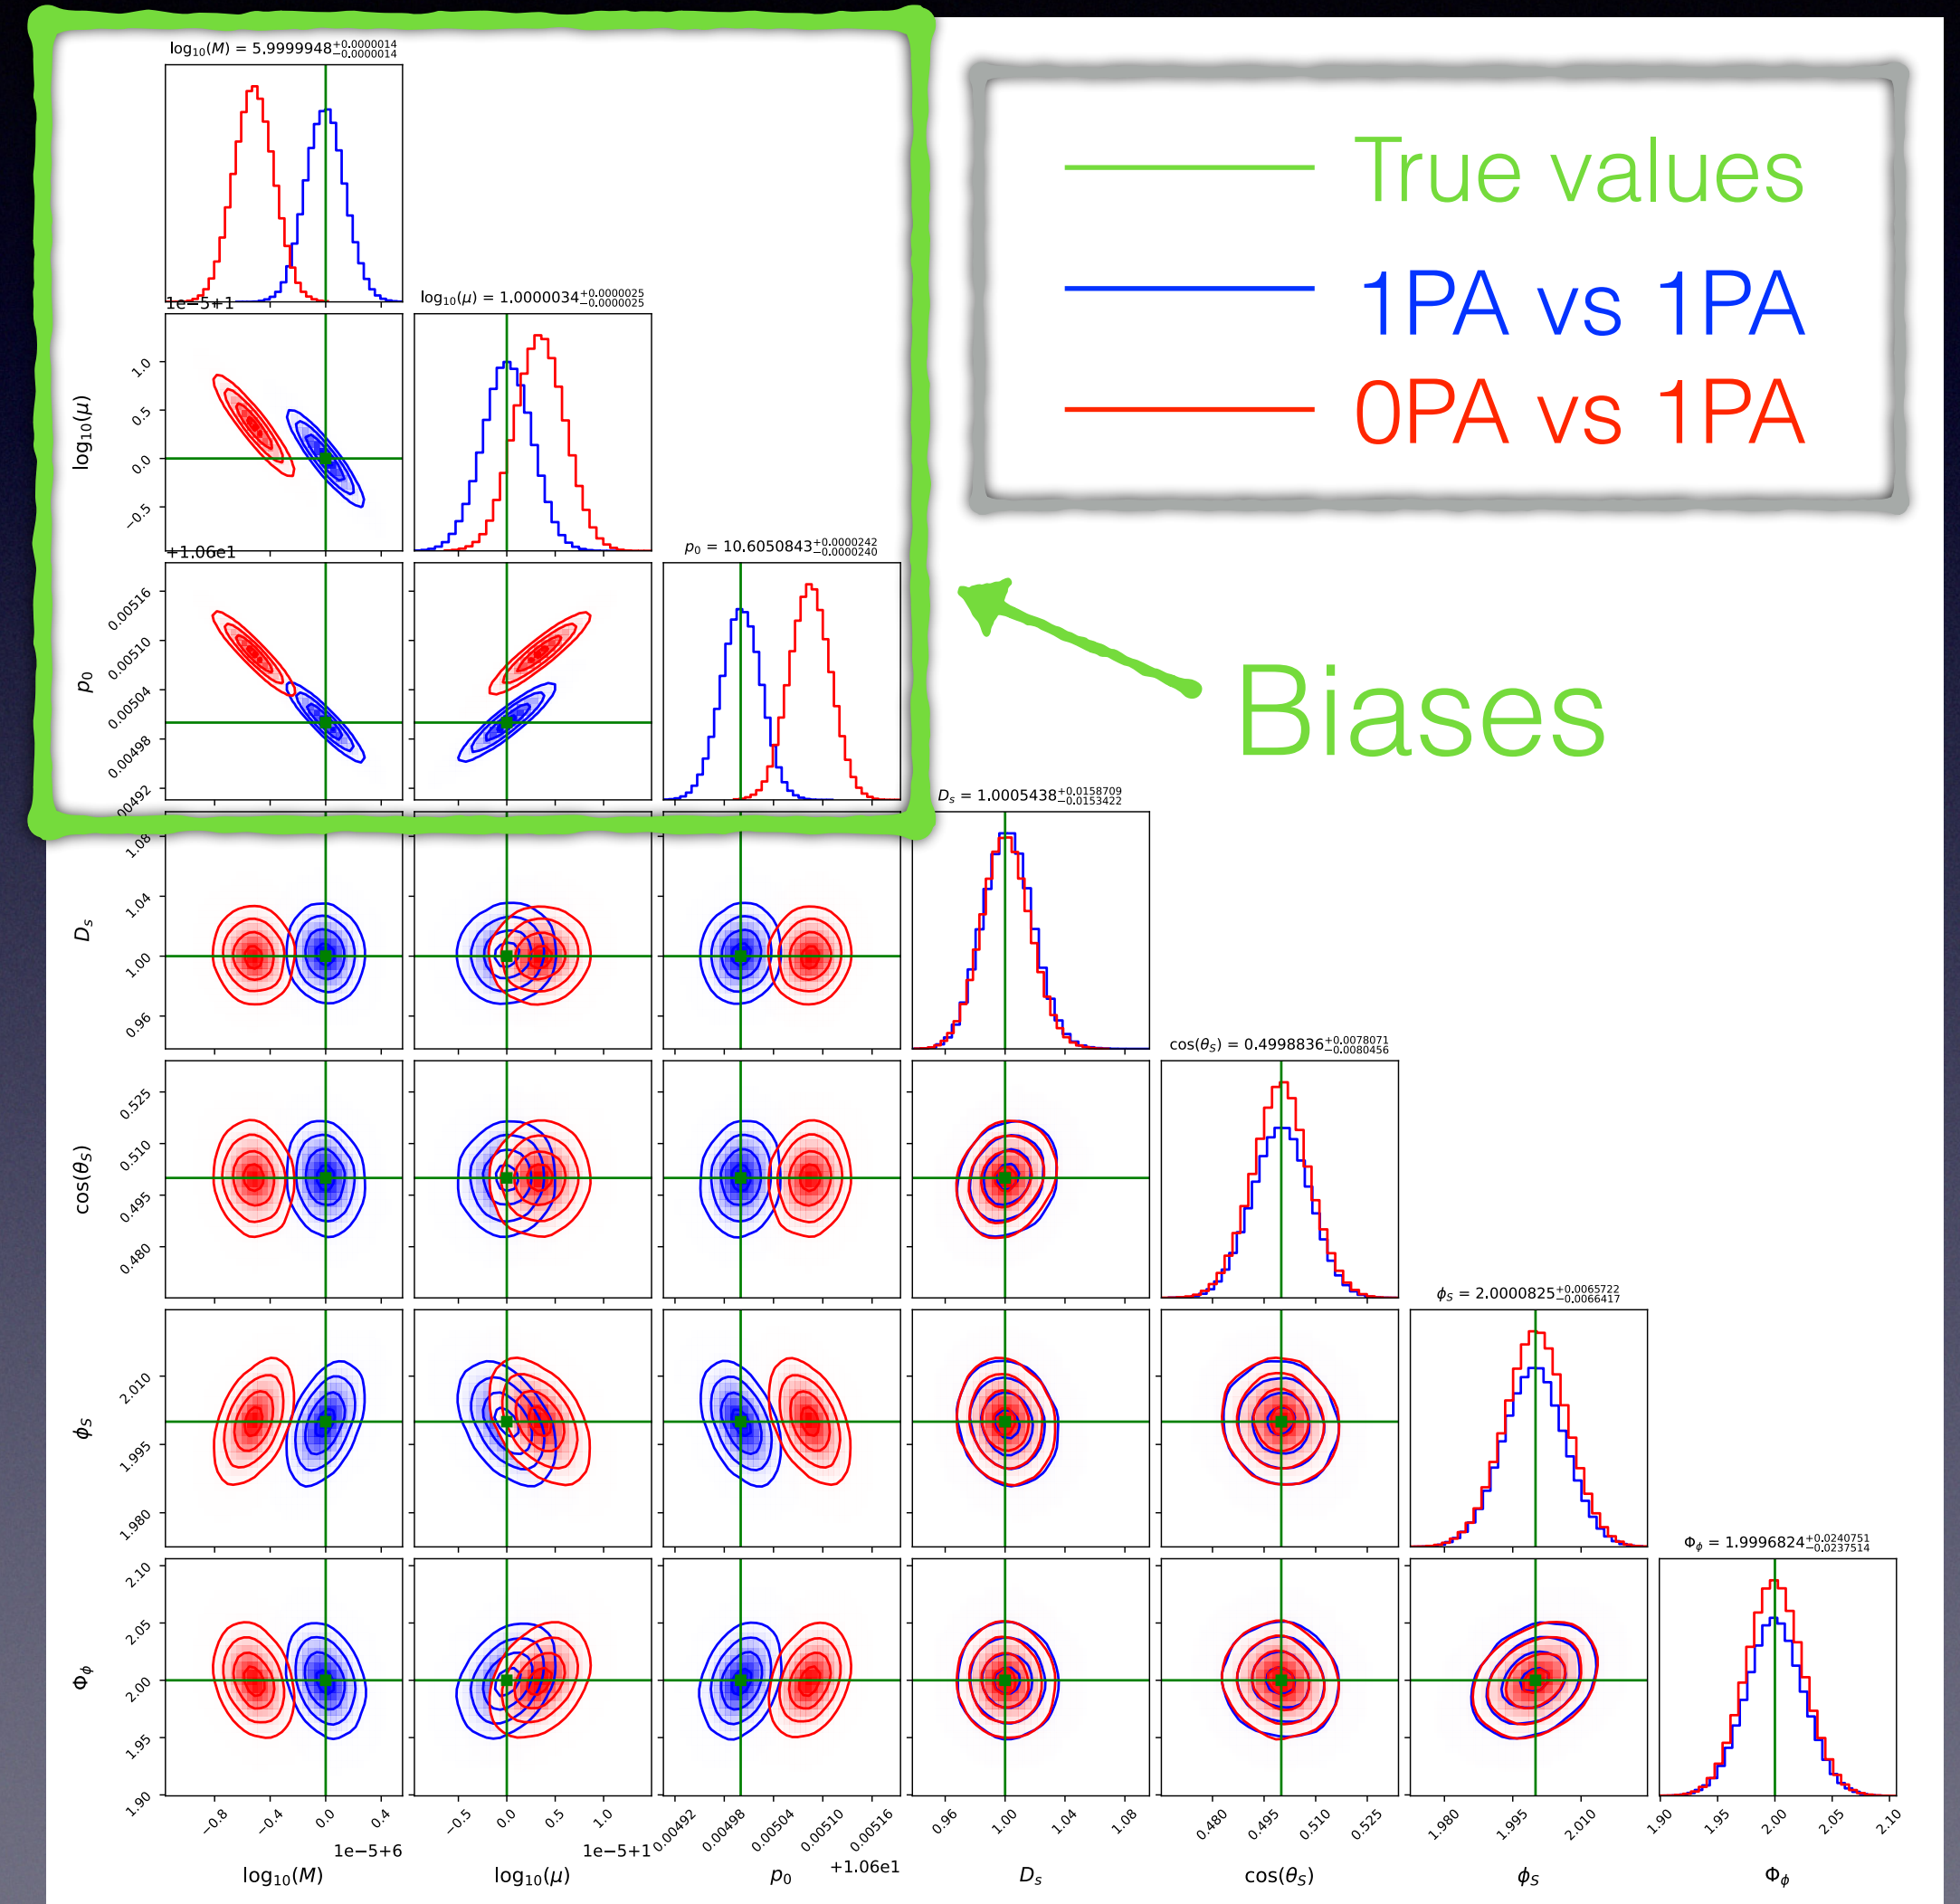 log₁₀(M) = 5.9999948 +0.0000014 −0.0000014
True values
1PA vs 1PA
0PA vs 1PA
1e−5+1
log₁₀(μ) = 1.0000034 +0.0000025 −0.0000025
log₁₀(μ)
1.0
0.5
0.0
−0.5
+1.06e1
p₀ = 10.6050843 +0.0000242 −0.0000240
p₀
0.00516
0.00510
0.00504
0.00498
Biases
Dₛ = 1.0005438 +0.0158709 −0.0153422
Dₛ
1.08
1.04
1.00
0.96
cos(θ_S) = 0.4998836 +0.0078071 −0.0080456
cos(θ_S)
0.525
0.510
0.495
0.480
ϕ_S = 2.0000825 +0.0065722 −0.0066417
ϕ_S
2.010
1.995
1.980
Φ_ϕ = 1.9996824 +0.0240751 −0.0237514
Φ_ϕ
2.10
2.05
2.00
1.95
1.90
−0.8 −0.4 0.0 0.4 −0.5 0.0 0.5 1.0 0.00492 0.00498 0.00504 0.00510 0.00516 0.96 1.00 1.04 1.08 0.480 0.495 0.510 0.525 1.980 1.995 2.010 1.90 1.95 2.00 2.05 2.10
1e−5+6 1e−5+1 +1.06e1
log₁₀(M) log₁₀(μ) p₀ Dₛ cos(θ_S) ϕ_S Φ_ϕ